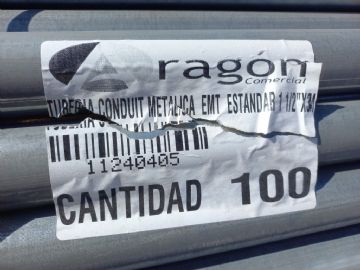 ragón
Comercial
TUBERIA CONDUIT METALICA EMT ESTANDAR 1 1/2"X
11240405
CANTIDAD 100